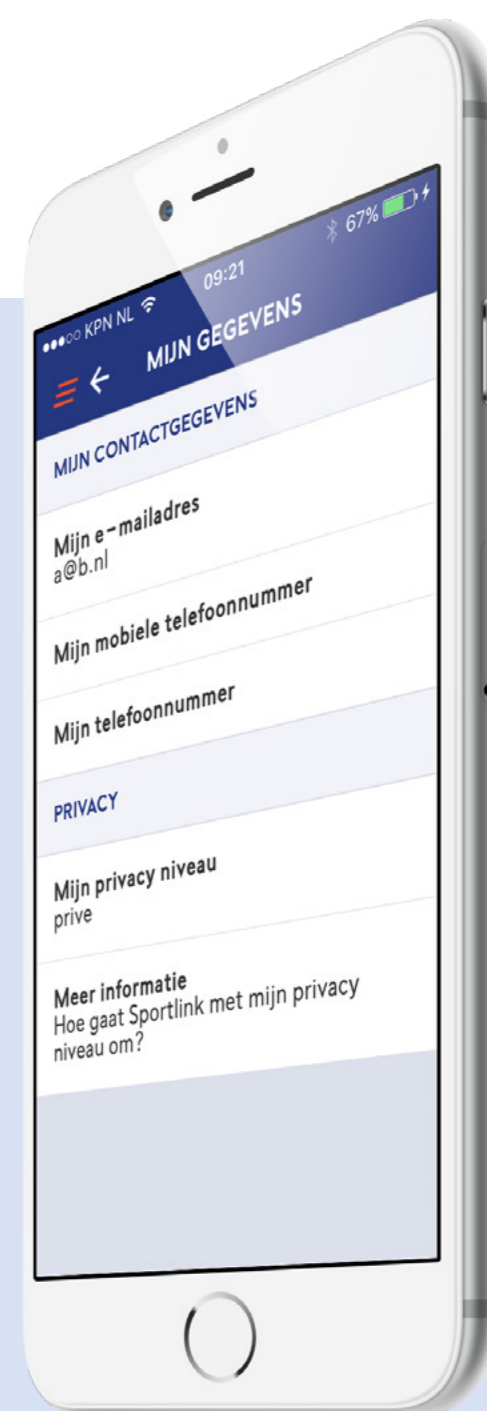 ●●●○○ KPN NL 09:21 67%
MIJN GEGEVENS
MIJN CONTACTGEGEVENS
Mijn e-mailadres
a@b.nl
Mijn mobiele telefoonnummer
Mijn telefoonnummer
PRIVACY
Mijn privacy niveau
prive
Meer informatie
Hoe gaat Sportlink met mijn privacy
niveau om?